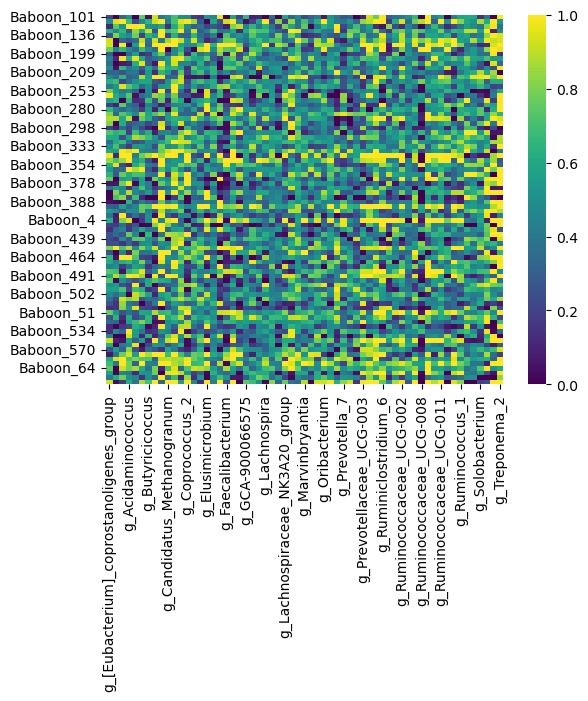 Baboon_101
Baboon_136
Baboon_199
Baboon_209
Baboon_253
Baboon_280
Baboon_298
Baboon_333
Baboon_354
Baboon_378
Baboon_388
Baboon_4
Baboon_439
Baboon_464
Baboon_491
Baboon_502
Baboon_51
Baboon_534
Baboon_570
Baboon_64
1.0
0.8
0.6
0.4
0.2
0.0
g_[Eubacterium]_coprostanoligenes_group
g_Acidaminococcus
g_Butyricicoccus
g_Candidatus_Methanogranum
g_Coprococcus_2
g_Elusimicrobium
g_Faecalibacterium
g_GCA-900066575
g_Lachnospira
g_Lachnospiraceae_NK3A20_group
g_Marvinbryantia
g_Oribacterium
g_Prevotella_7
g_Prevotellaceae_UCG-003
g_Ruminiclostridium_6
g_Ruminococcaceae_UCG-002
g_Ruminococcaceae_UCG-008
g_Ruminococcaceae_UCG-011
g_Ruminococcus_1
g_Solobacterium
g_Treponema_2